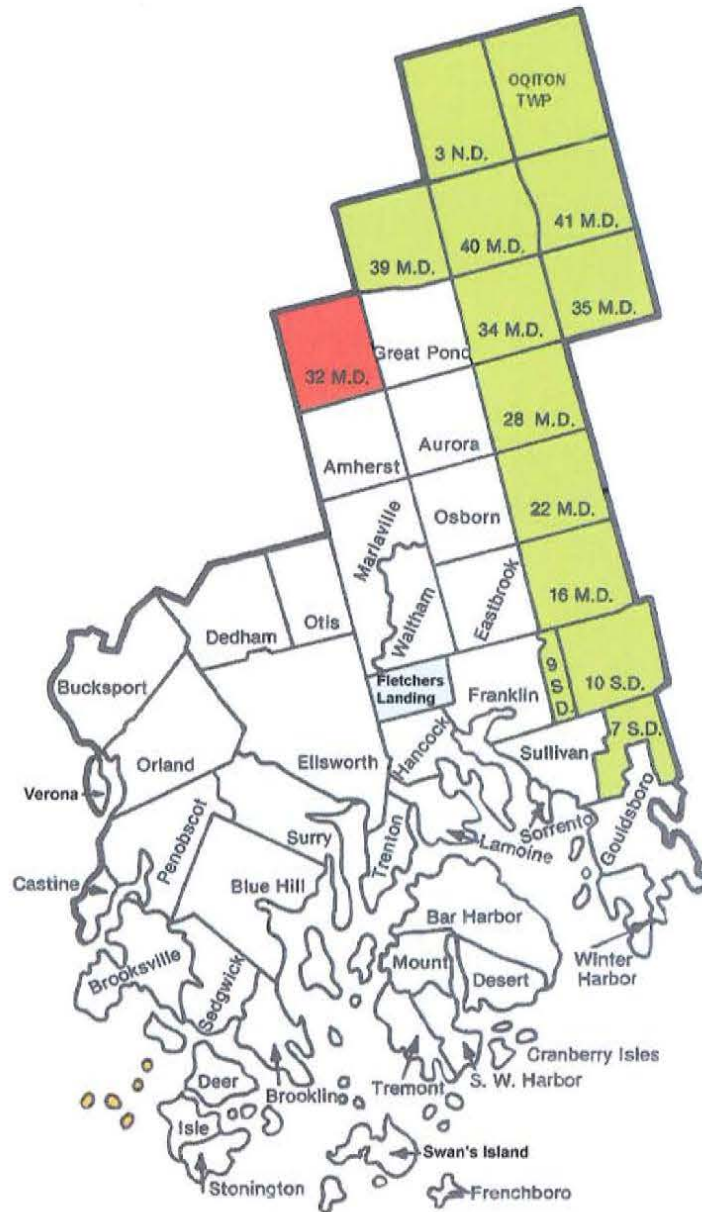 OQITON
TWP
3 N.D.
41 M.D.
40 M.D.
39 M.D.
35 M.D.
34 M.D.
Great Pond
32 M.D.
28 M.D.
Aurora
Amherst
22 M.D.
Osborn
Mariaville
16 M.D.
Eastbrook
Waltham
Otis
Dedham
9
S
D.
Fletchers
Landing
Bucksport
Franklin
10 S.D.
7 S.D.
Sullivan
Hancock
Ellsworth
Orland
Verona
Gouldsboro
Sorrento
Lamoine
Surry
Trenton
Penobscot
Castine
Blue Hill
Bar Harbor
Winter
Harbor
Mount
Desert
Brooksville
Sedgwick
Cranberry Isles
S. W. Harbor
Tremont
Brooklin
Deer
Isle
Swan's Island
Stonington
Frenchboro